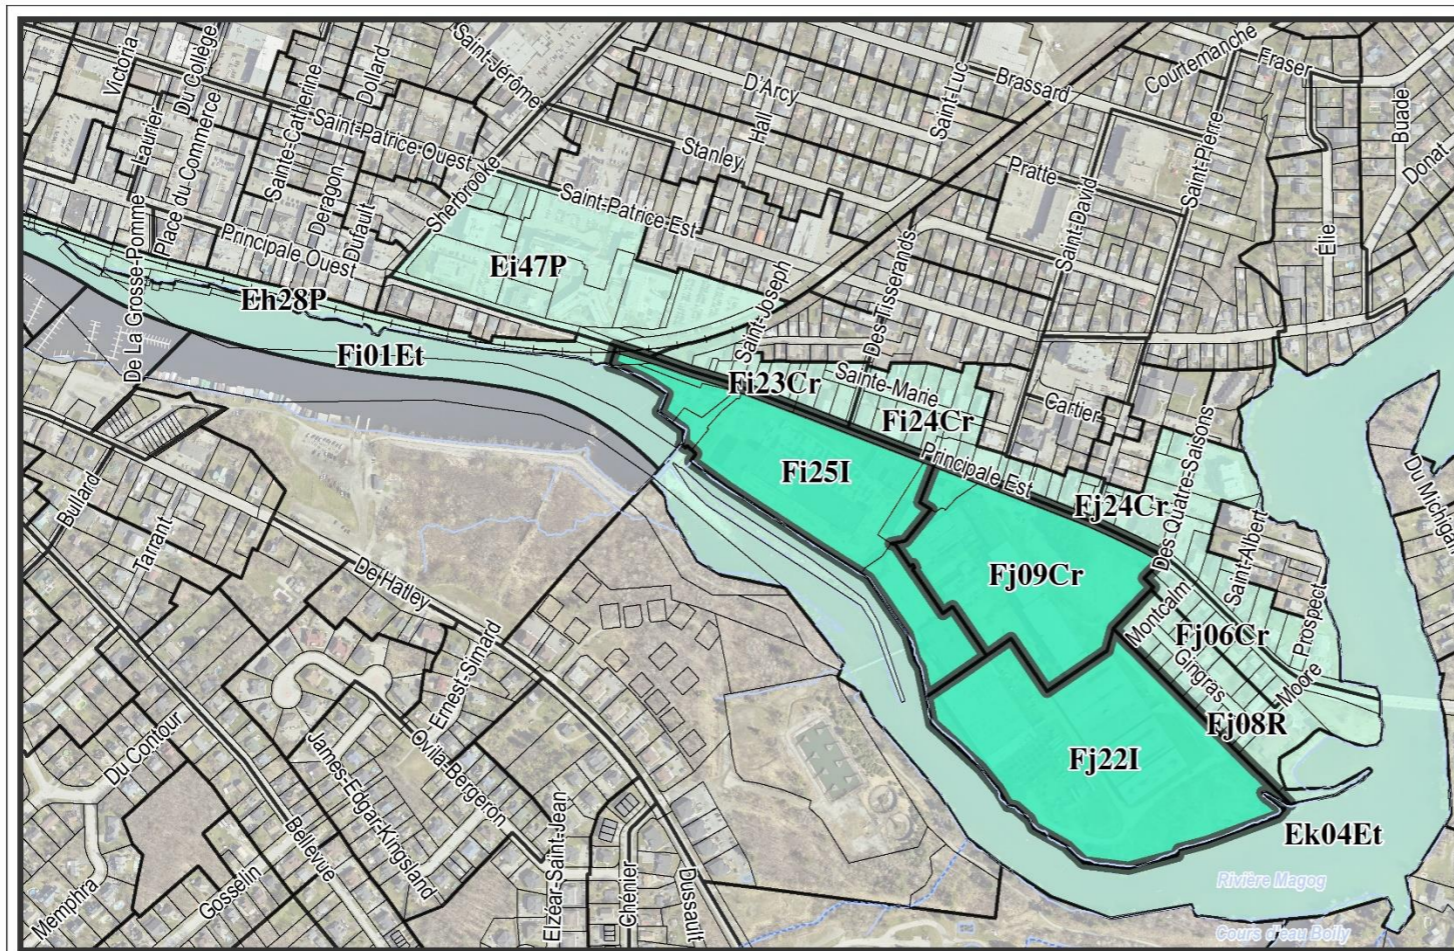 Victoria
Du Collège
Laurier
Place du Commerce
De La Grosse-Pomme
Sainte-Catherine
Dollard
Saint-Jérôme
Saint-Patrice-Ouest
Deragon
Dufault
Sherbrooke
Principale Ouest
D'Arcy
Hall
Stanley
Saint-Luc
Brassard
Courtemanche
Fraser
Saint-Patrice-Est
Saint-Joseph
Des Tisserands
Pratte
Saint-David
Saint-Pierre
Élie
Buade
Donat
Ei47P
Eh28P
Fi01Et
Fi23Cr
Sainte-Marie
Fi24Cr
Cartier
Principale Est
Fi25I
Fj24Cr
Des Quatre-Saisons
Saint-Albert
Du Michigan
Fj09Cr
Montcalm
Fj06Cr
Gingras
Prospect
Moore
Fj08R
Fj22I
Ek04Et
Bullard
Tarrant
De Hatley
Ernest-Simard
Ovila-Bergeron
Du Contour
James-Edgar-Kingsland
Bellevue
Gosselin
Memphra
Elzéar-Saint-Jean
Chenier
Dussault
Rivière Magog
Cours d'eau Boily